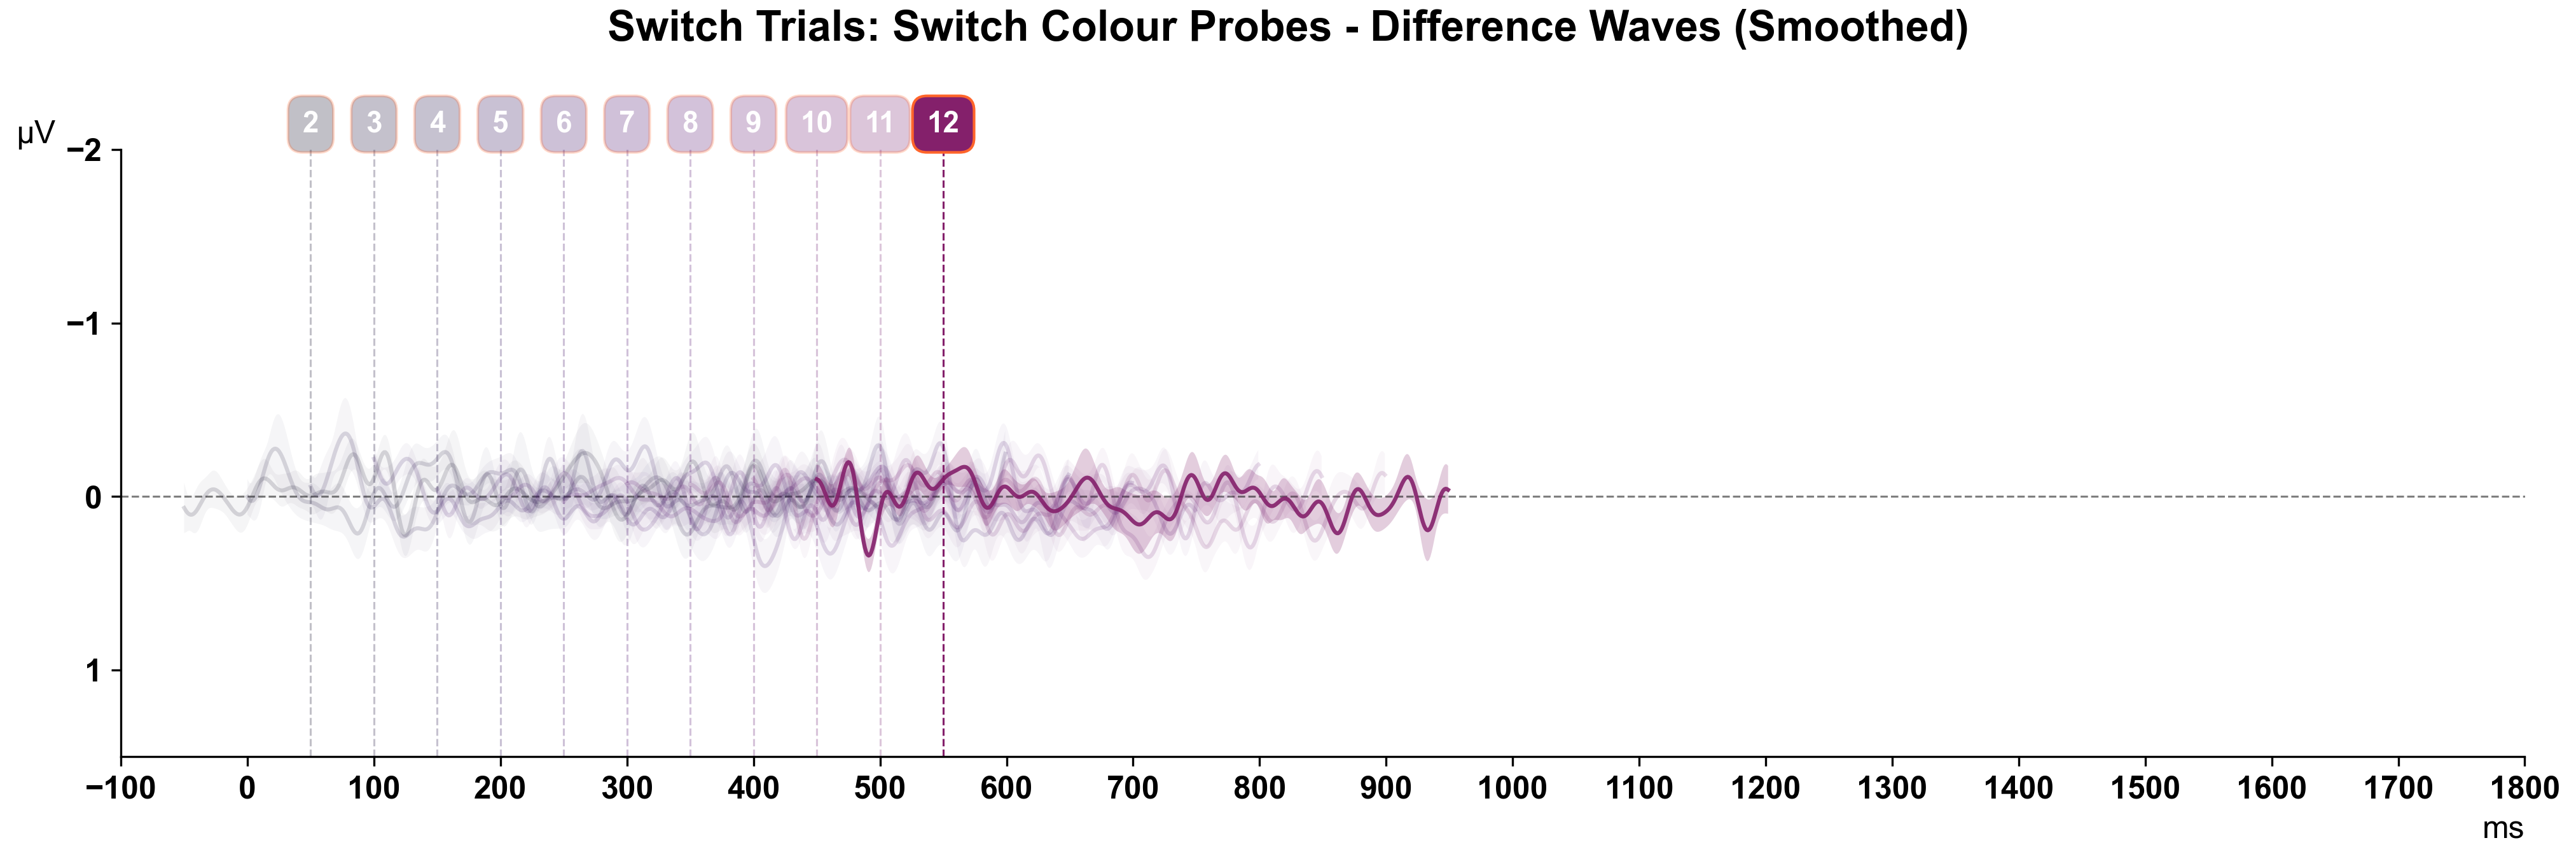 Switch Trials: Switch Colour Probes - Difference Waves (Smoothed)
2 3 4 5 6 7 8 9 10 11 12
µV
−2
−1
0
1
−100 0 100 200 300 400 500 600 700 800 900 1000 1100 1200 1300 1400 1500 1600 1700 1800
ms